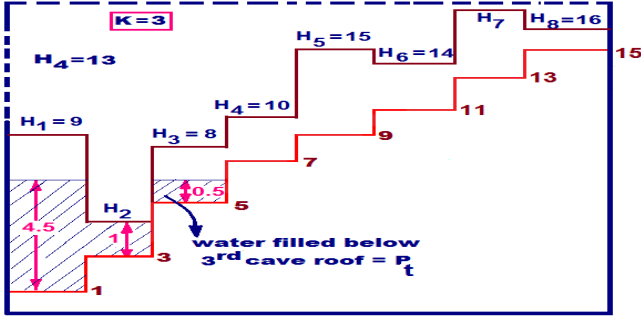 K=3
H4=13
H1=9
H2
H3=8
H4=10
H5=15
H6=14
H7
H8=16
4.5
1
0.5
1
3
5
7
9
11
13
15
water filled below
3rd cave roof = Pt